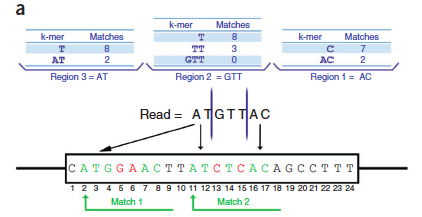 a
k-mer Matches
T 8
TT 3
GTT 0
Region 2 = GTT
k-mer Matches
T 8
AT 2
Region 3 = AT
k-mer Matches
C 7
AC 2
Region 1 = AC
Read = ATGTTAC
CATGGAACTTATCTCACAGCCTTT
1 2 3 4 5 6 7 8 9 10 11 12 13 14 15 16 17 18 19 20 21 22 23 24
Match 1 Match 2